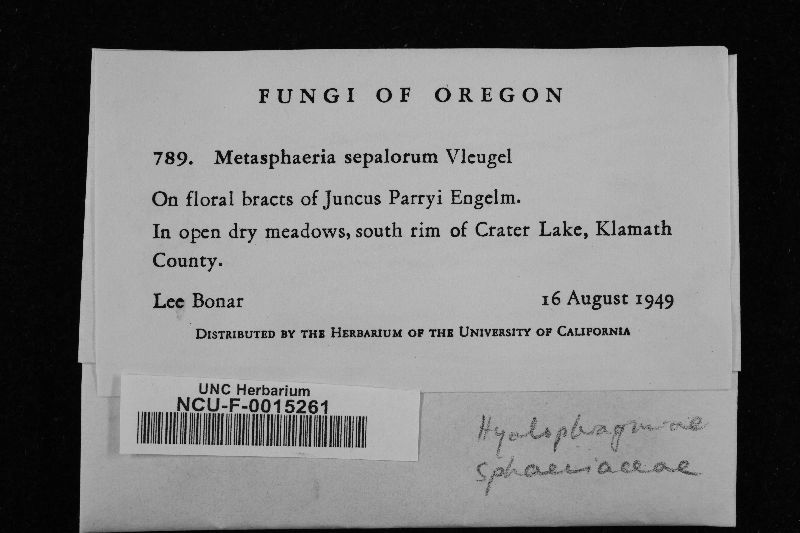 FUNGI OF OREGON
789. Metasphaeria sepalorum Vleugel
On floral bracts of Juncus Parryi Engelm.
In open dry meadows, south rim of Crater Lake, Klamath
County.
Lee Bonar 16 August 1949
DISTRIBUTED BY THE HERBARIUM OF THE UNIVERSITY OF CALIFORNIA
UNC Herbarium
NCU-F-0015261
Hyalophragmiae
Sphaeriaceae